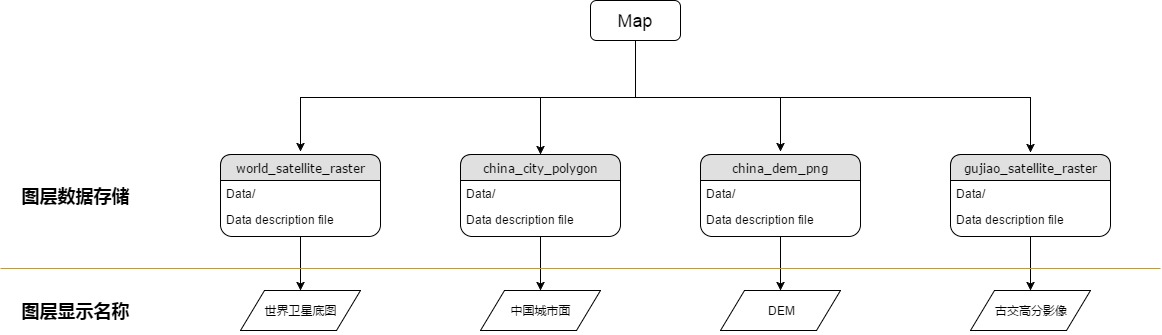 Map
图层数据存储
world_satellite_raster
Data/
Data description file
china_city_polygon
Data/
Data description file
china_dem_png
Data/
Data description file
gujiao_satellite_raster
Data/
Data description file
图层显示名称
世界卫星底图
中国城市面
DEM
古交高分影像